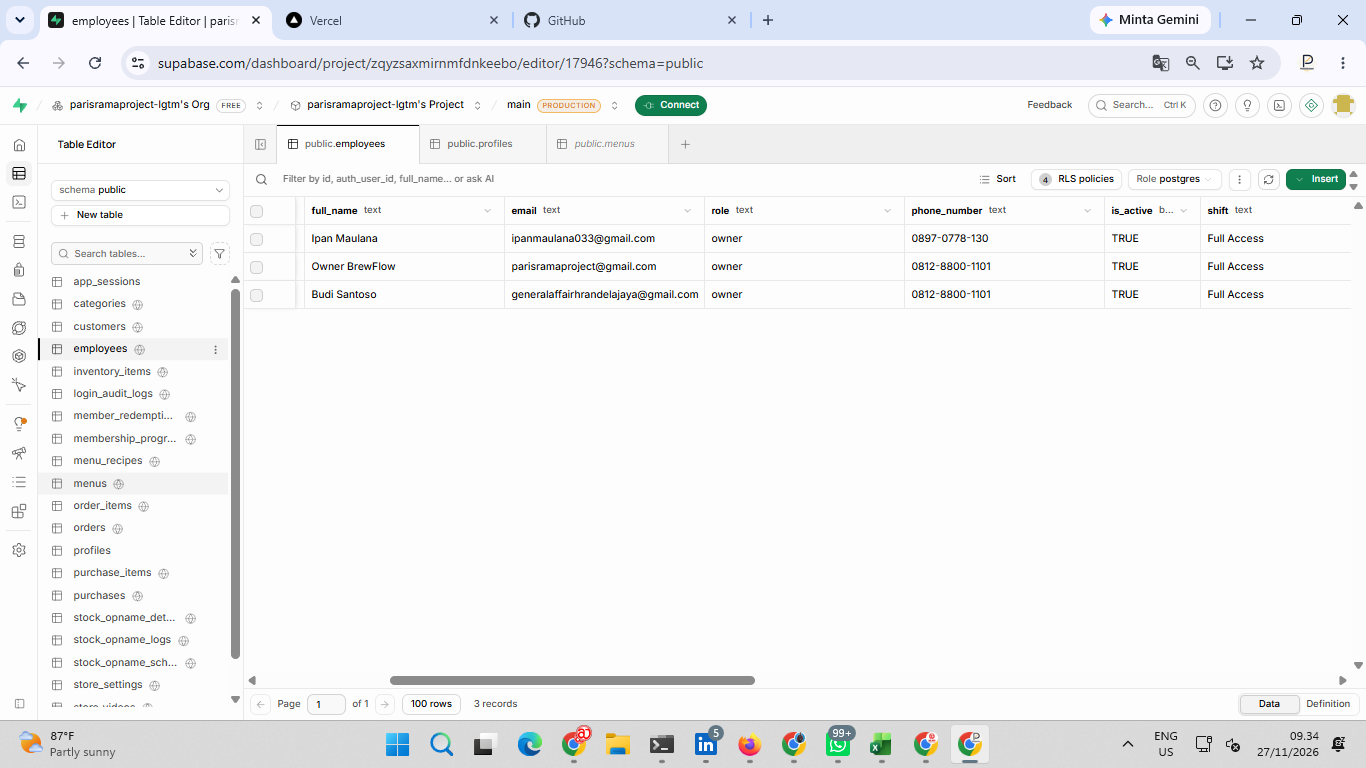 employees | Table Editor | paris
Vercel
GitHub
Minta Gemini
supabase.com/dashboard/project/zqyzsaxmirnmfdnkeebo/editor/17946?schema=public
parisramaproject-lgtm's Org FREE / parisramaproject-lgtm's Project / main PRODUCTION Connect
Feedback Search... Ctrl K
Table Editor
public.employees public.profiles public.menus
schema public
New table
Search tables...
app_sessions
categories
customers
employees
inventory_items
login_audit_logs
member_redempti...
membership_progr...
menu_recipes
menus
order_items
orders
profiles
purchase_items
purchases
stock_opname_det...
stock_opname_logs
stock_opname_sch...
store_settings
store_videos
Filter by id, auth_user_id, full_name... or ask AI
Sort 4 RLS policies Role postgres Insert
full_name text email text role text phone_number text is_active b... shift text
Ipan Maulana ipanmaulana033@gmail.com owner 0897-0778-130 TRUE Full Access
Owner BrewFlow parisramaproject@gmail.com owner 0812-8800-1101 TRUE Full Access
Budi Santoso generalaffairhrandelajaya@gmail.com owner 0812-8800-1101 TRUE Full Access
Page 1 of 1 100 rows 3 records
Data Definition
87°F
Partly sunny
5
99+
ENG
US
09.34
27/11/2026